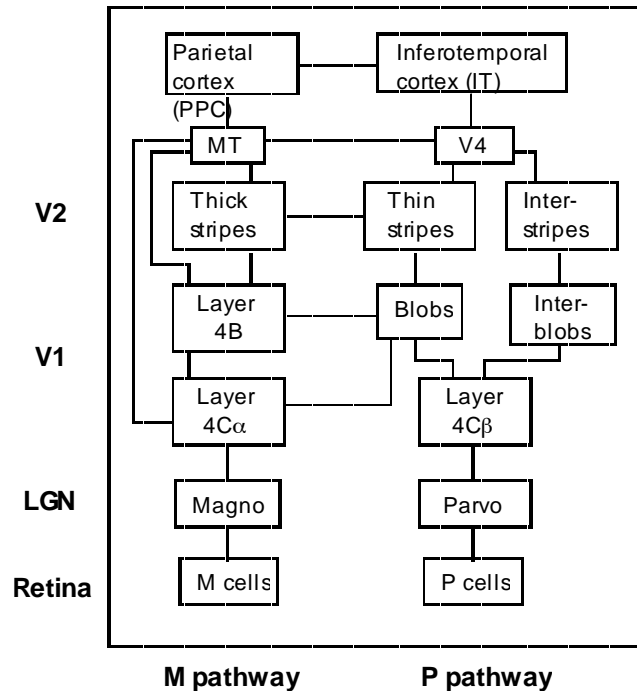 Parietal
cortex
(PPC)
Inferotemporal
cortex (IT)
MT
V4
V2
Thick
stripes
Thin
stripes
Inter-
stripes
V1
Layer
4B
Blobs
Inter-
blobs
Layer
4Cα
Layer
4Cβ
LGN
Magno
Parvo
Retina
M cells
P cells
M pathway
P pathway